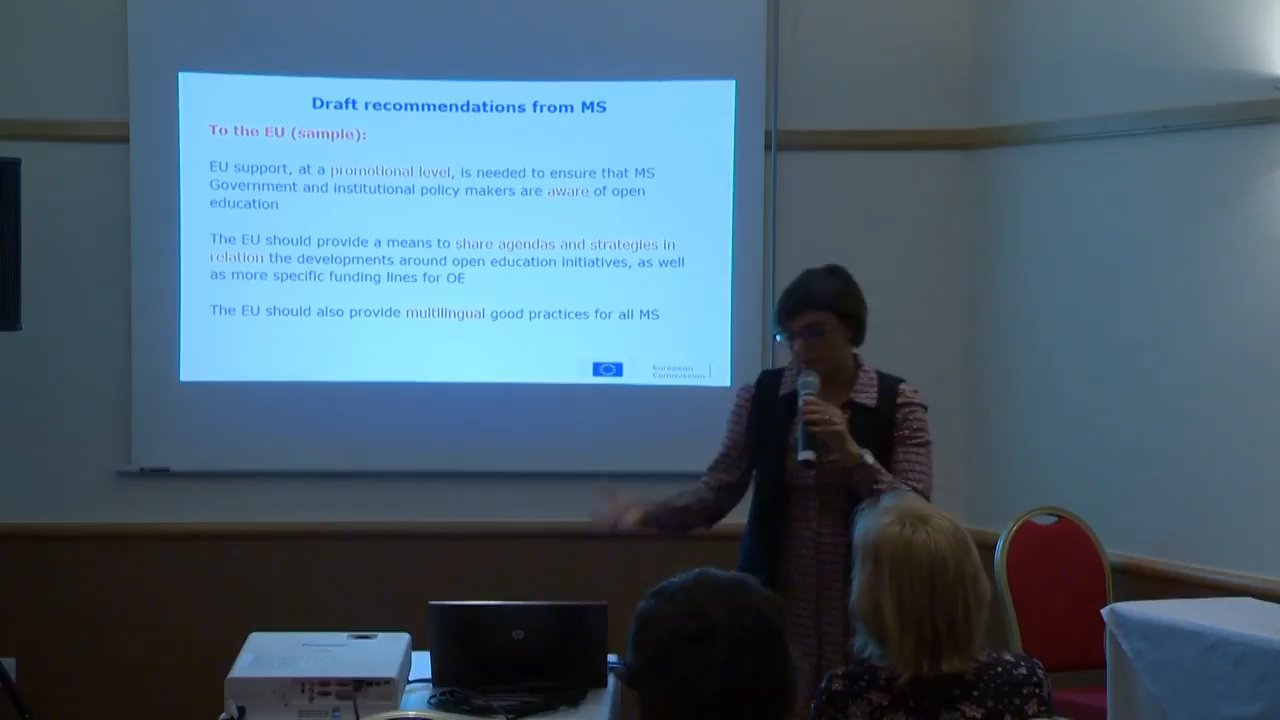 Draft recommendations from MS
To the EU (sample):
EU support, at a promotional level, is needed to ensure that MS
Government and institutional policy makers are aware of open
education
The EU should provide a means to share agendas and strategies in
relation the developments around open education initiatives, as well
as more specific funding lines for OE
The EU should also provide multilingual good practices for all MS
European
Commission
hp